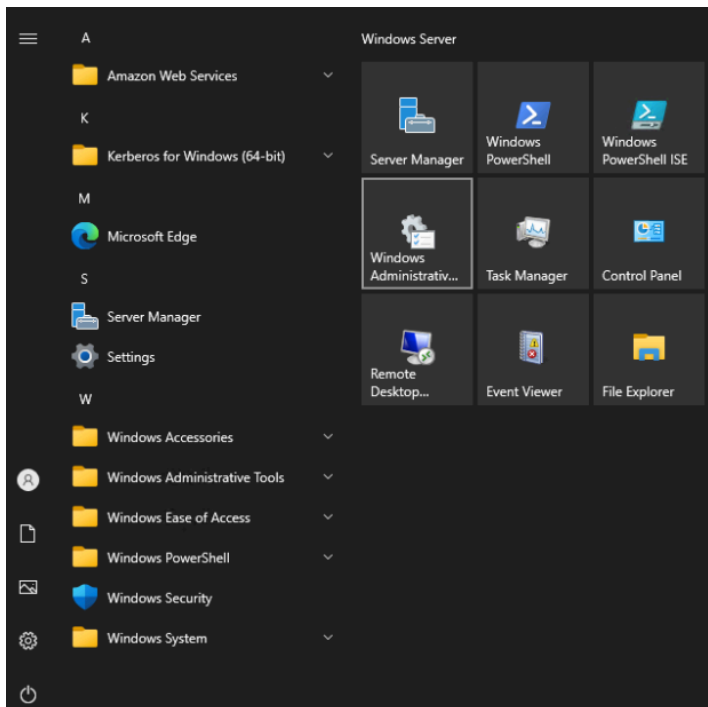 A
Amazon Web Services
K
Kerberos for Windows (64-bit)
M
Microsoft Edge
S
Server Manager
Settings
W
Windows Accessories
Windows Administrative Tools
Windows Ease of Access
Windows PowerShell
Windows Security
Windows System
Windows Server
Server Manager
Windows
PowerShell
Windows
PowerShell ISE
Windows
Administrativ...
Task Manager
Control Panel
Remote
Desktop...
Event Viewer
File Explorer